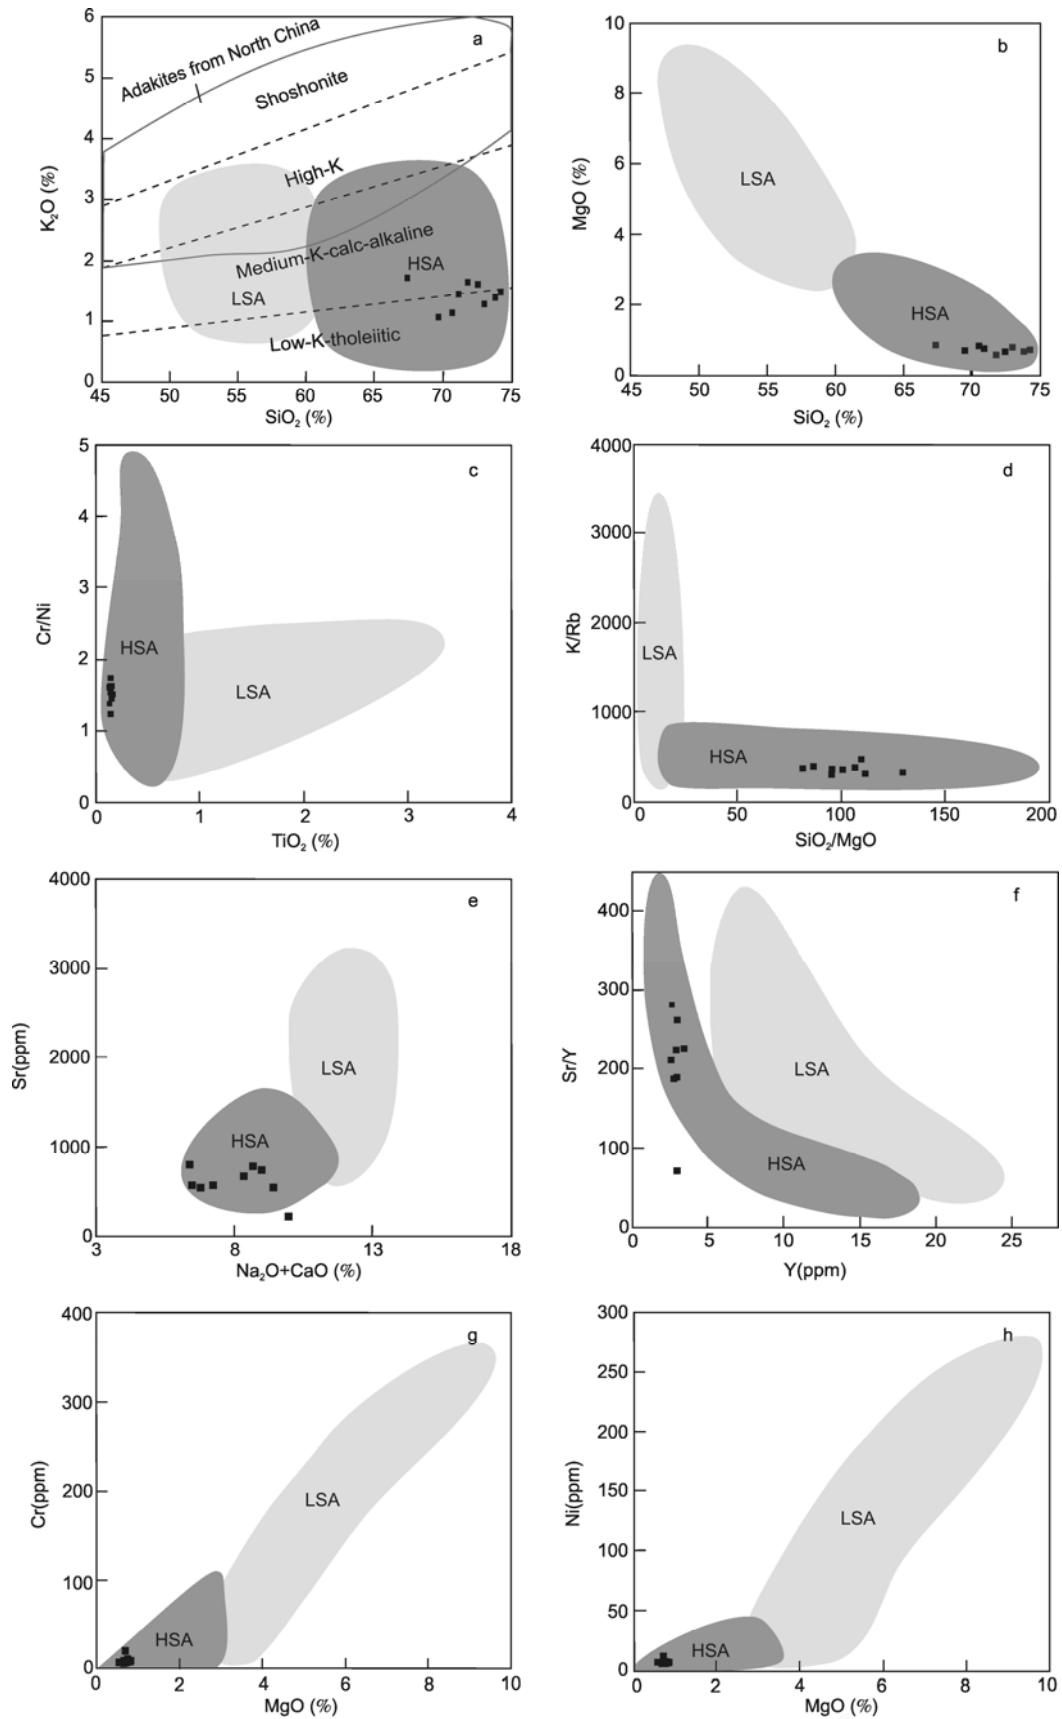 a
6
5
4
3
2
1
0
K₂O (%)
Adakites from North China
Shoshonite
High-K
Medium-K-calc-alkaline
HSA
LSA
Low-K-tholeiitic
45 50 55 60 65 70 75
SiO₂ (%)
b
10
8
6
4
2
0
MgO (%)
LSA
HSA
45 50 55 60 65 70 75
SiO₂ (%)
c
5
4
3
2
1
0
Cr/Ni
HSA
LSA
0 1 2 3 4
TiO₂ (%)
d
4000
3000
2000
1000
0
K/Rb
LSA
HSA
0 50 100 150 200
SiO₂/MgO
e
4000
3000
2000
1000
0
Sr(ppm)
LSA
HSA
3 8 13 18
Na₂O+CaO (%)
f
400
300
200
100
0
Sr/Y
LSA
HSA
0 5 10 15 20 25
Y(ppm)
g
400
300
200
100
0
Cr(ppm)
LSA
HSA
0 2 4 6 8 10
MgO (%)
h
300
250
200
150
100
50
0
Ni(ppm)
LSA
HSA
0 2 4 6 8 10
MgO (%)